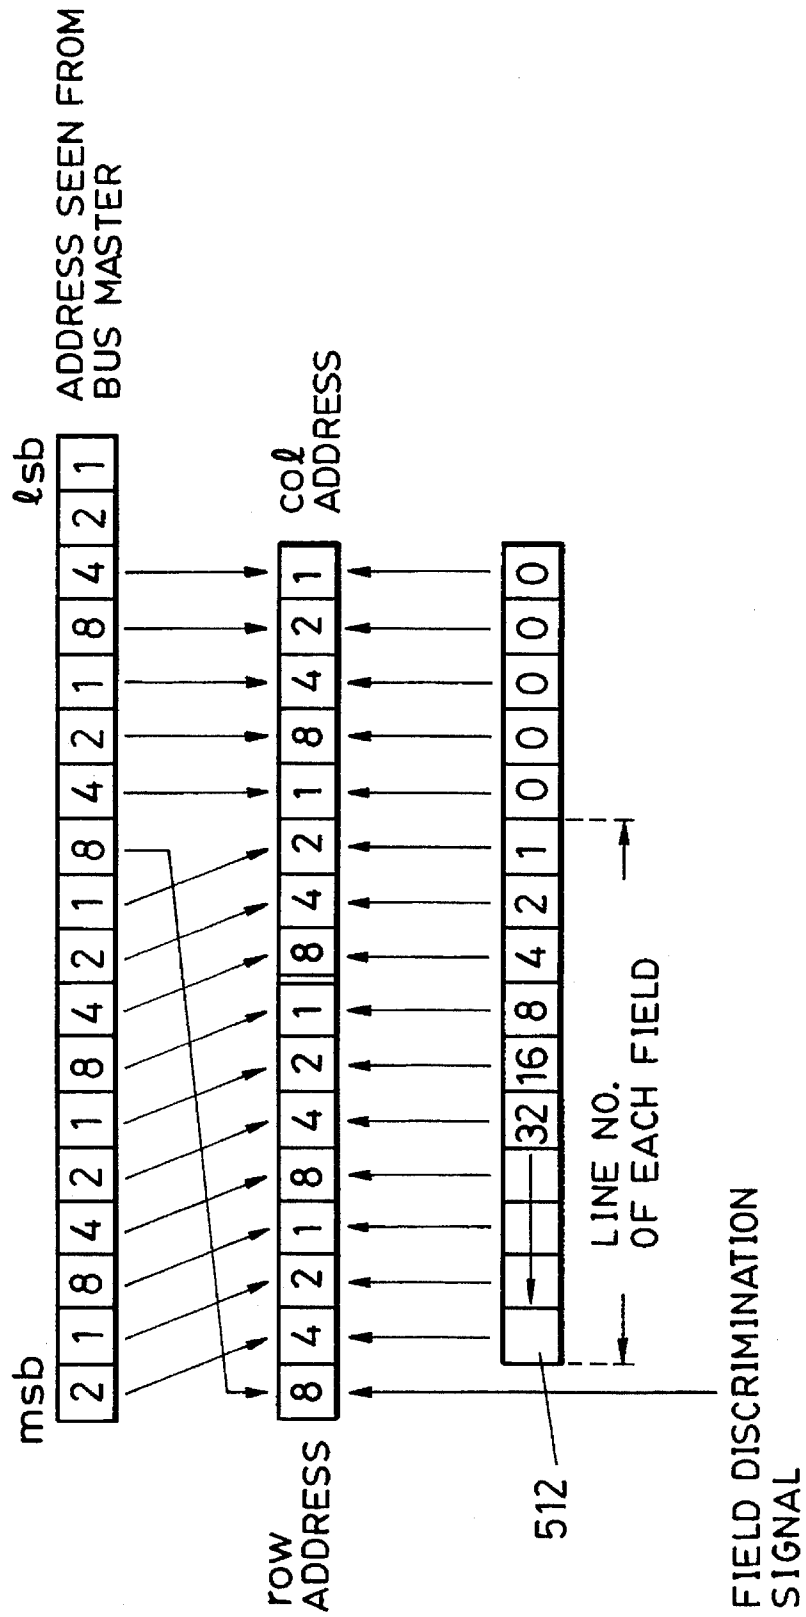 msb
ℓsb
2 1 8 4 2 1 8 4 2 1 8 4 2 1 8 4 2 1
ADDRESS SEEN FROM
BUS MASTER
row
ADDRESS
8 4 2 1 8 4 2 1 8 4 2 1 8 4 2 1
coℓ
ADDRESS
32 16 8 4 2 1 0 0 0 0 0
512
LINE NO.
OF EACH FIELD
FIELD DISCRIMINATION
SIGNAL